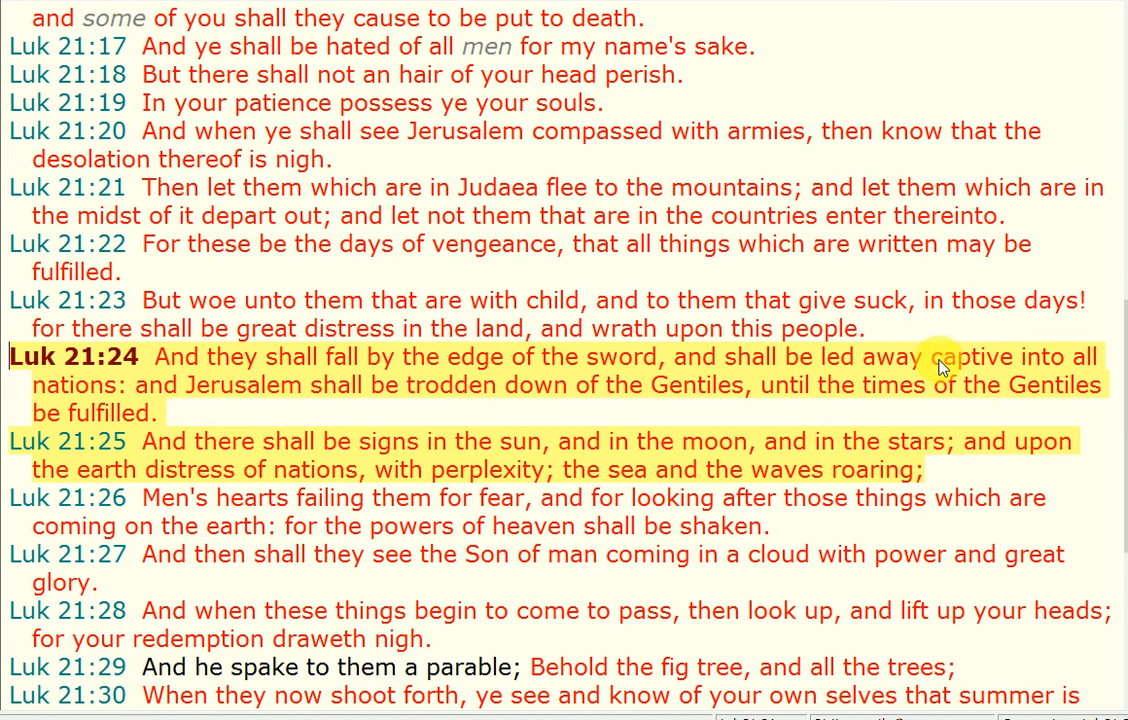 and some of you shall they cause to be put to death.
Luk 21:17 And ye shall be hated of all men for my name's sake.
Luk 21:18 But there shall not an hair of your head perish.
Luk 21:19 In your patience possess ye your souls.
Luk 21:20 And when ye shall see Jerusalem compassed with armies, then know that the
desolation thereof is nigh.
Luk 21:21 Then let them which are in Judaea flee to the mountains; and let them which are in
the midst of it depart out; and let not them that are in the countries enter thereinto.
Luk 21:22 For these be the days of vengeance, that all things which are written may be
fulfilled.
Luk 21:23 But woe unto them that are with child, and to them that give suck, in those days!
for there shall be great distress in the land, and wrath upon this people.
Luk 21:24 And they shall fall by the edge of the sword, and shall be led away captive into all
nations: and Jerusalem shall be trodden down of the Gentiles, until the times of the Gentiles
be fulfilled.
Luk 21:25 And there shall be signs in the sun, and in the moon, and in the stars; and upon
the earth distress of nations, with perplexity; the sea and the waves roaring;
Luk 21:26 Men's hearts failing them for fear, and for looking after those things which are
coming on the earth: for the powers of heaven shall be shaken.
Luk 21:27 And then shall they see the Son of man coming in a cloud with power and great
glory.
Luk 21:28 And when these things begin to come to pass, then look up, and lift up your heads;
for your redemption draweth nigh.
Luk 21:29 And he spake to them a parable; Behold the fig tree, and all the trees;
Luk 21:30 When they now shoot forth, ye see and know of your own selves that summer is